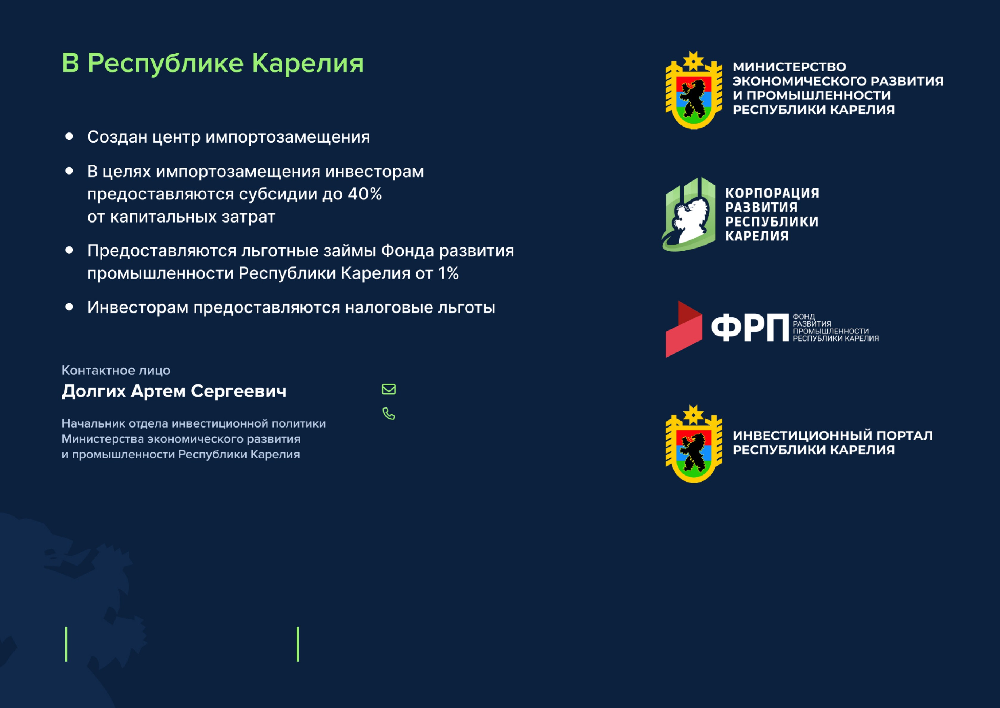 В Республике Карелия
Создан центр импортозамещения
В целях импортозамещения инвесторам
предоставляются субсидии до 40%
от капитальных затрат
Предоставляются льготные займы Фонда развития
промышленности Республики Карелия от 1%
Инвесторам предоставляются налоговые льготы
Контактное лицо
Долгих Артем Сергеевич
Начальник отдела инвестиционной политики
Министерства экономического развития
и промышленности Республики Карелия
МИНИСТЕРСТВО
ЭКОНОМИЧЕСКОГО РАЗВИТИЯ
И ПРОМЫШЛЕННОСТИ
РЕСПУБЛИКИ КАРЕЛИЯ
КОРПОРАЦИЯ
РАЗВИТИЯ
РЕСПУБЛИКИ
КАРЕЛИЯ
ФРП
ФОНД
РАЗВИТИЯ
ПРОМЫШЛЕННОСТИ
РЕСПУБЛИКИ КАРЕЛИЯ
ИНВЕСТИЦИОННЫЙ ПОРТАЛ
РЕСПУБЛИКИ КАРЕЛИЯ